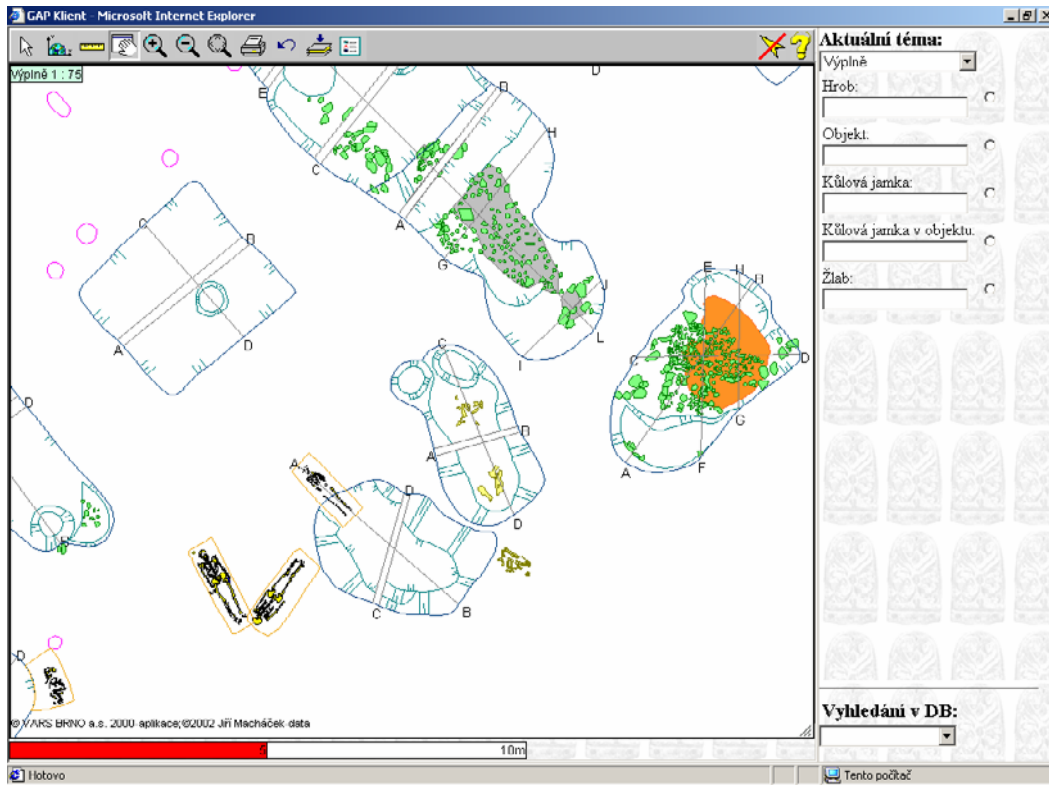 GAP Klient - Microsoft Internet Explorer
Výplně 1 : 75
D
E
D
H
C
A
G
J
L
I
C
D
B
A
D
E
H
H
C
D
G
A
F
C
B
A
D
D
A
D
C
B
D
© VARS BRNO a.s. 2000-aplikace;©2002 Jiří Macháček-data
5
10m
Hotovo
Aktuální téma:
Výplně
Hrob:
Objekt:
Kůlová jamka:
Kůlová jamka v objektu:
Žlab:
Vyhledání v DB:
Tento počítač